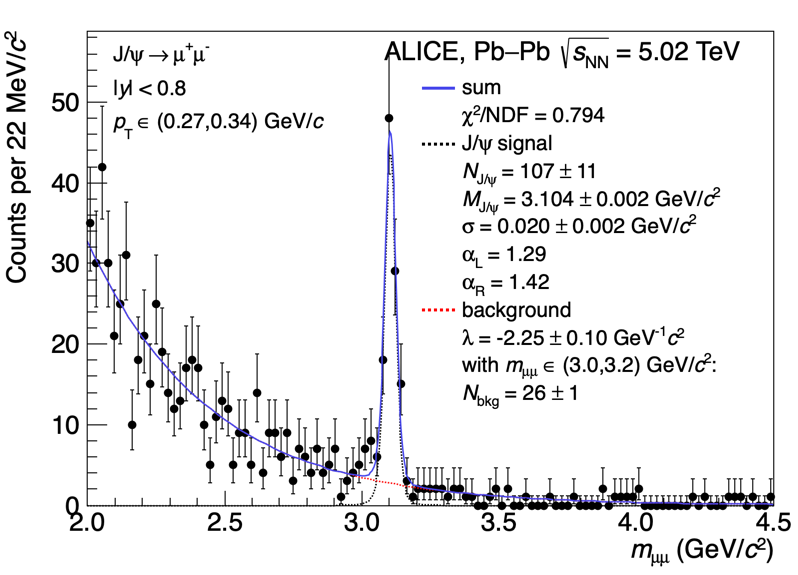 J/ψ → μ⁺μ⁻
|y| < 0.8
p_T ∈ (0.27,0.34) GeV/c
ALICE, Pb–Pb √s_NN = 5.02 TeV
sum
χ²/NDF = 0.794
J/ψ signal
N_J/ψ = 107 ± 11
M_J/ψ = 3.104 ± 0.002 GeV/c²
σ = 0.020 ± 0.002 GeV/c²
α_L = 1.29
α_R = 1.42
background
λ = -2.25 ± 0.10 GeV⁻¹c²
with m_μμ ∈ (3.0,3.2) GeV/c²:
N_bkg = 26 ± 1
Counts per 22 MeV/c²
50
40
30
20
10
0
2.0 2.5 3.0 3.5 4.0 4.5
m_μμ (GeV/c²)